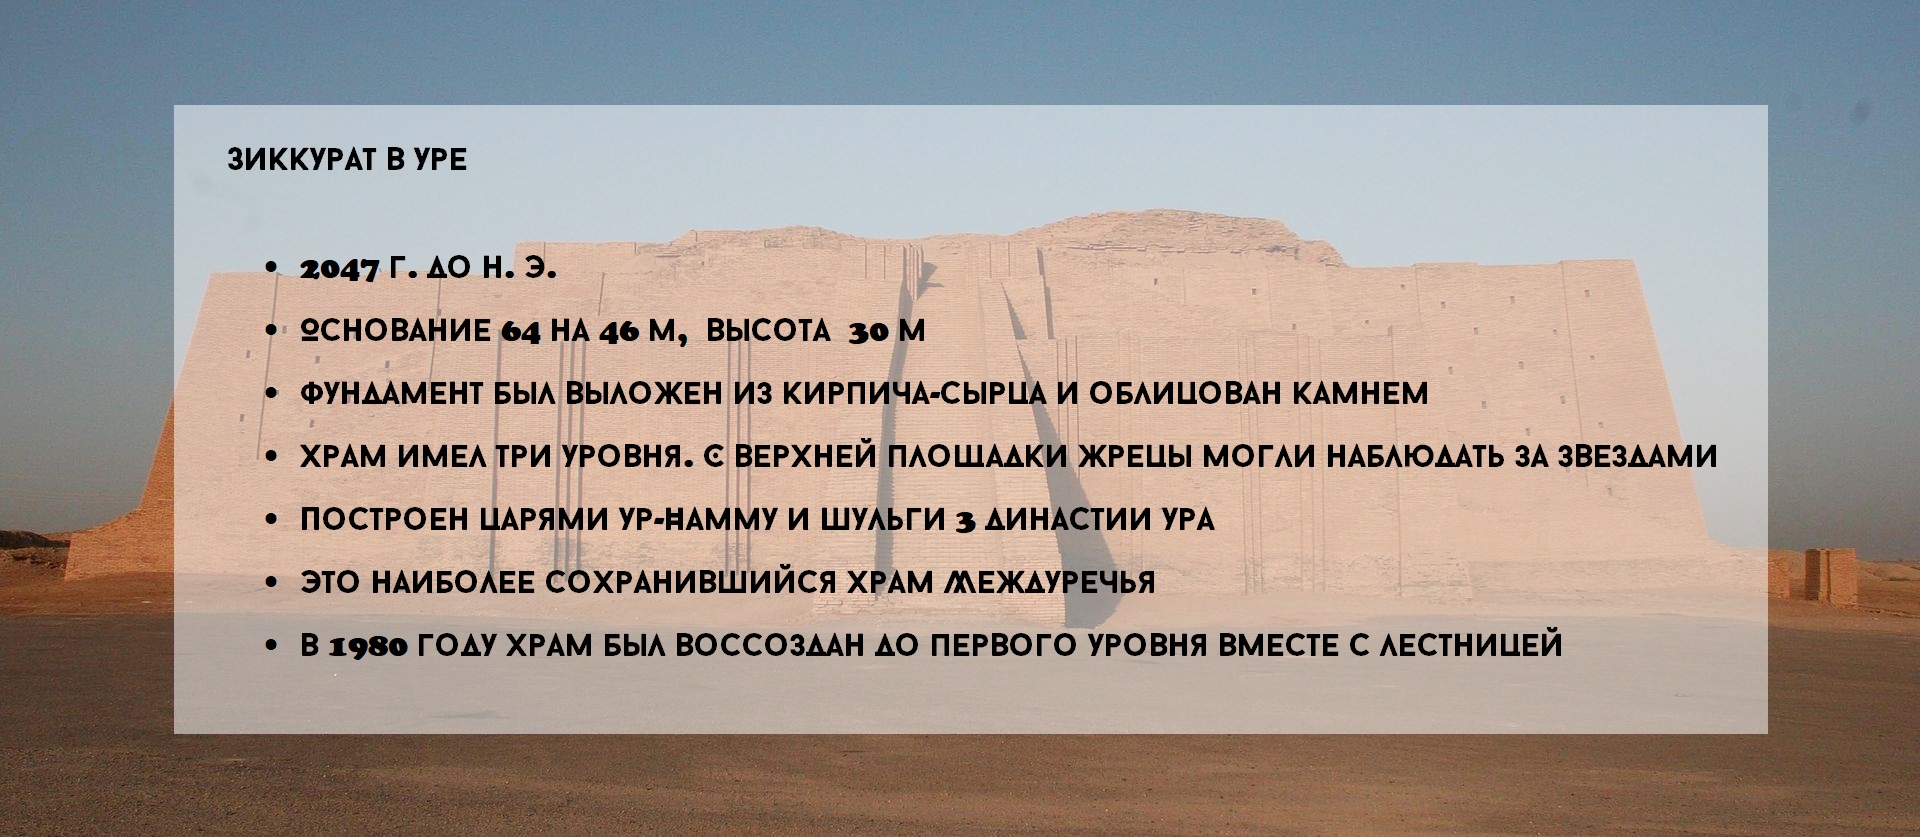 ЗИККУРАТ В УРЕ
• 2047 Г. ДО Н. Э.
• ОСНОВАНИЕ 64 НА 46 М, ВЫСОТА 30 М
• ФУНДАМЕНТ БЫЛ ВЫЛОЖЕН ИЗ КИРПИЧА-СЫРЦА И ОБЛИЦОВАН КАМНЕМ
• ХРАМ ИМЕЛ ТРИ УРОВНЯ. С ВЕРХНЕЙ ПЛОЩАДКИ ЖРЕЦЫ МОГЛИ НАБЛЮДАТЬ ЗА ЗВЕЗДАМИ
• ПОСТРОЕН ЦАРЯМИ УР-НАММУ И ШУЛЬГИ 3 ДИНАСТИИ УРА
• ЭТО НАИБОЛЕЕ СОХРАНИВШИЙСЯ ХРАМ МЕЖДУРЕЧЬЯ
• В 1980 ГОДУ ХРАМ БЫЛ ВОССОЗДАН ДО ПЕРВОГО УРОВНЯ ВМЕСТЕ С ЛЕСТНИЦЕЙ